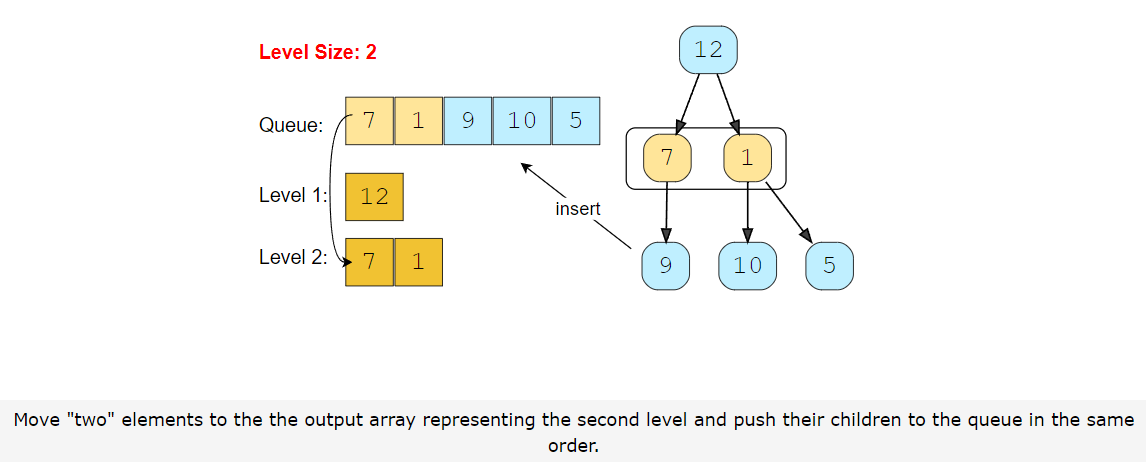 Level Size: 2
12
Queue: 7 1 9 10 5
7 1
Level 1: 12
insert
Level 2: 7 1
9 10 5
Move "two" elements to the the output array representing the second level and push their children to the queue in the same
order.